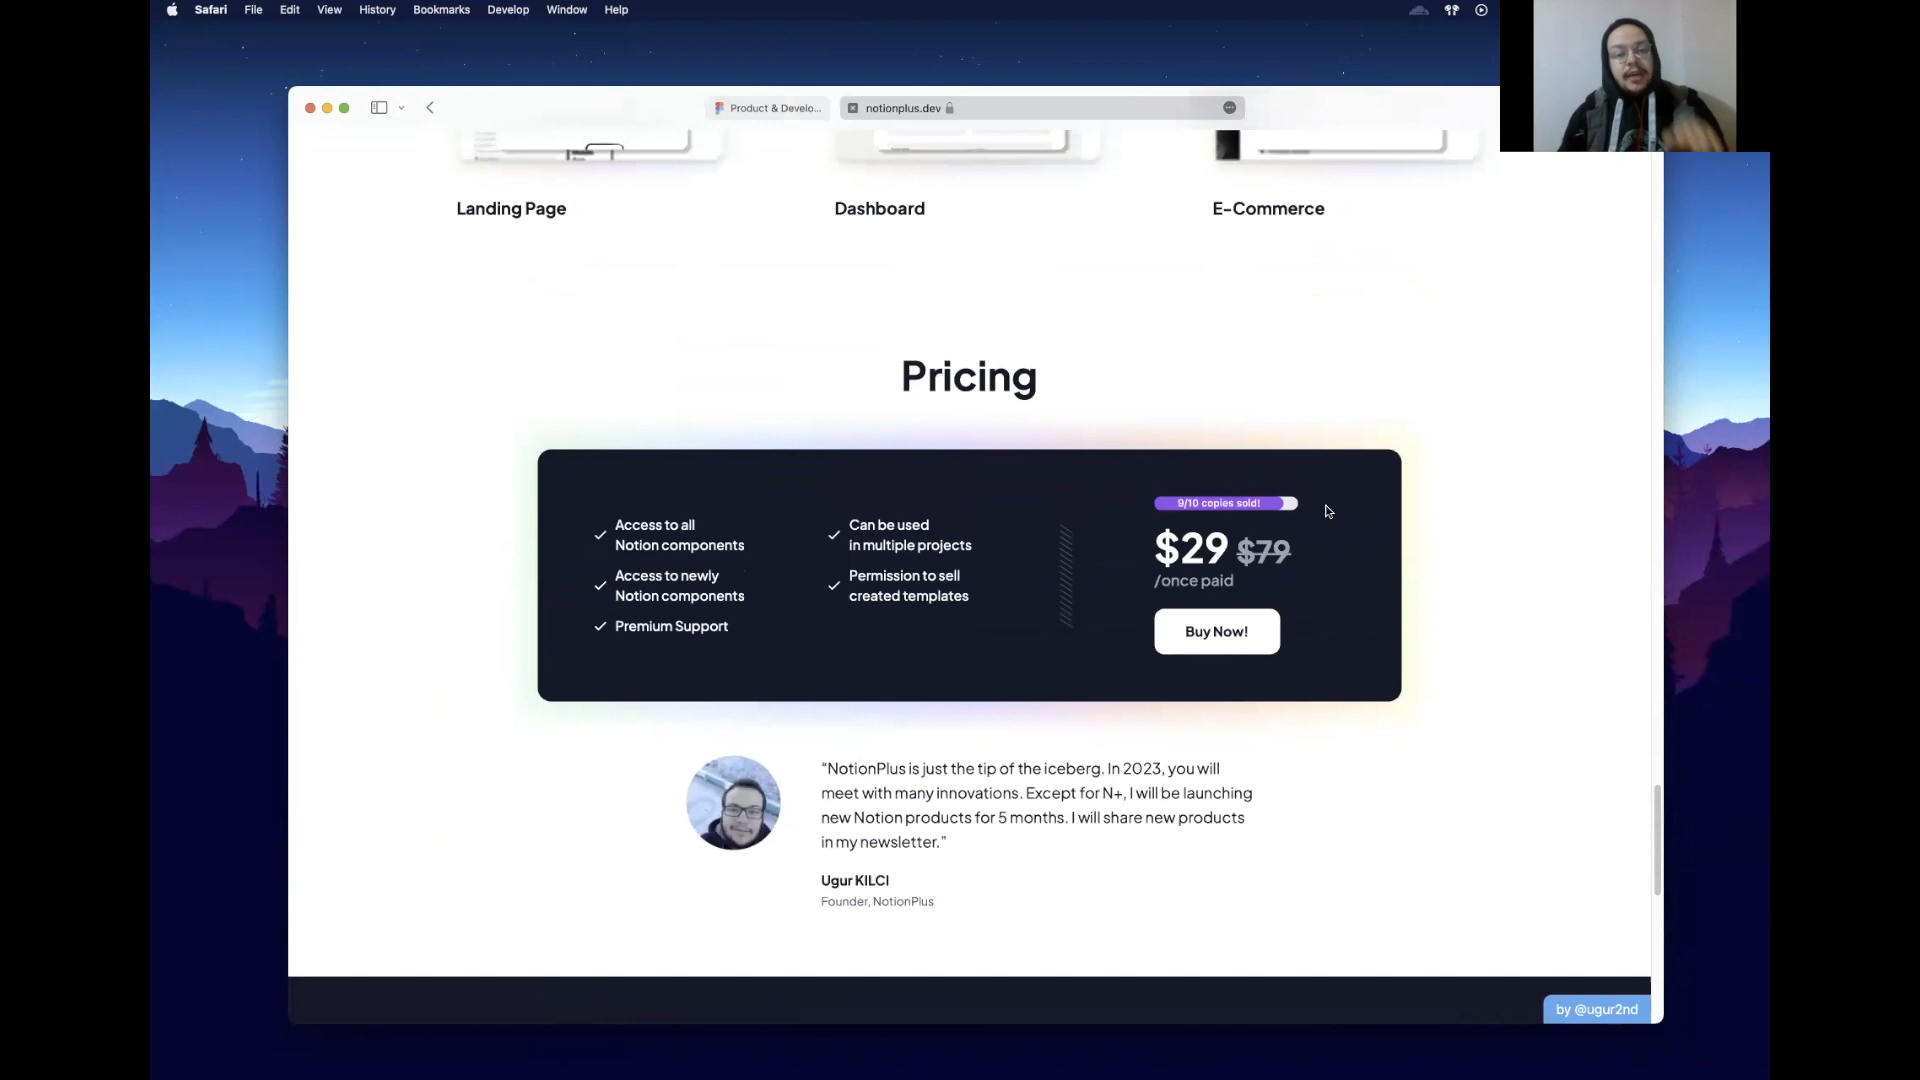 Safari File Edit View History Bookmarks Develop Window Help
Product & Develo...
notionplus.dev
Landing Page
Dashboard
E-Commerce
Pricing
Access to all
Notion components
Access to newly
Notion components
Premium Support
Can be used
in multiple projects
Permission to sell
created templates
9/10 copies sold!
$29 $79
/once paid
Buy Now!
“NotionPlus is just the tip of the iceberg. In 2023, you will
meet with many innovations. Except for N+, I will be launching
new Notion products for 5 months. I will share new products
in my newsletter.”
Ugur KILCI
Founder, NotionPlus
by @ugur2nd